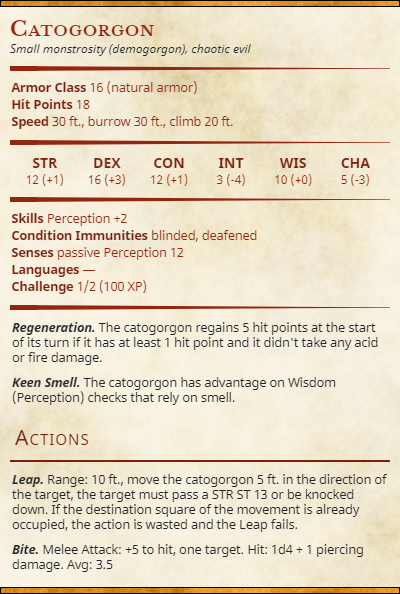 Catogorgon
Small monstrosity (demogorgon), chaotic evil
Armor Class 16 (natural armor)
Hit Points 18
Speed 30 ft., burrow 30 ft., climb 20 ft.
STR DEX CON INT WIS CHA
12 (+1) 16 (+3) 12 (+1) 3 (-4) 10 (+0) 5 (-3)
Skills Perception +2
Condition Immunities blinded, deafened
Senses passive Perception 12
Languages —
Challenge 1/2 (100 XP)
Regeneration. The catogorgon regains 5 hit points at the start
of its turn if it has at least 1 hit point and it didn't take any acid
or fire damage.
Keen Smell. The catogorgon has advantage on Wisdom
(Perception) checks that rely on smell.
Actions
Leap. Range: 10 ft., move the catogorgon 5 ft. in the direction of
the target, the target must pass a STR ST 13 or be knocked
down. If the destination square of the movement is already
occupied, the action is wasted and the Leap fails.
Bite. Melee Attack: +5 to hit, one target. Hit: 1d4 + 1 piercing
damage. Avg: 3.5